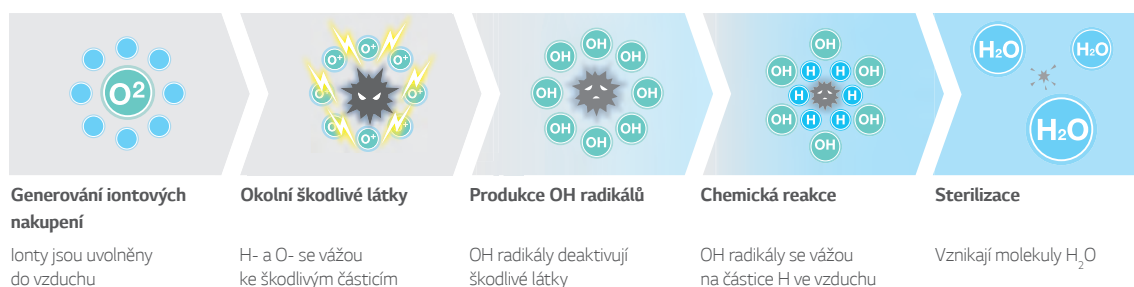 O²
O⁺ O⁺ O⁺
O⁺ O⁺
O⁺ O⁺ O⁺
OH
OH OH
OH OH
OH OH
OH
OH
OH H H OH
H H
OH H H OH
OH
H₂O H₂O
H₂O
Generování iontových
nakupení
Ionty jsou uvolněny
do vzduchu
Okolní škodlivé látky
H- a O- se vážou
ke škodlivým částicím
Produkce OH radikálů
OH radikály deaktivují
škodlivé látky
Chemická reakce
OH radikály se vážou
na částice H ve vzduchu
Sterilizace
Vznikají molekuly H₂O